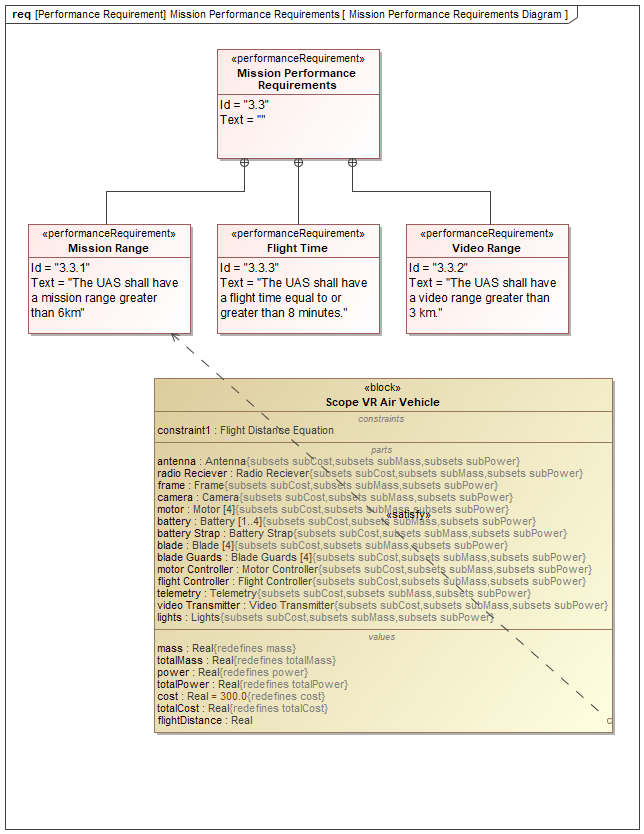 req [Performance Requirement] Mission Performance Requirements [ Mission Performance Requirements Diagram ]
«performanceRequirement»
Mission Performance
Requirements
Id = "3.3"
Text = ""
«performanceRequirement»
Mission Range
Id = "3.3.1"
Text = "The UAS shall have
a mission range greater
than 6km"
«performanceRequirement»
Flight Time
Id = "3.3.3"
Text = "The UAS shall have
a flight time equal to or
greater than 8 minutes."
«performanceRequirement»
Video Range
Id = "3.3.2"
Text = "The UAS shall have
a video range greater than
3 km."
«block»
Scope VR Air Vehicle
constraints
constraint1 : Flight Distance Equation
parts
antenna : Antenna{subsets subCost,subsets subMass,subsets subPower}
radio Reciever : Radio Reciever{subsets subCost,subsets subMass,subsets subPower}
frame : Frame{subsets subCost,subsets subMass,subsets subPower}
camera : Camera{subsets subCost,subsets subMass,subsets subPower}
motor : Motor [4]{subsets subCost,subsets subMass,subsets subPower}
battery : Battery [1..4]{subsets subCost,subsets subMass,subsets subPower}
battery Strap : Battery Strap{subsets subCost,subsets subMass,subsets subPower}
blade : Blade [4]{subsets subCost,subsets subMass,subsets subPower}
blade Guards : Blade Guards [4]{subsets subCost,subsets subMass,subsets subPower}
motor Controller : Motor Controller{subsets subCost,subsets subMass,subsets subPower}
flight Controller : Flight Controller{subsets subCost,subsets subMass,subsets subPower}
telemetry : Telemetry{subsets subCost,subsets subMass,subsets subPower}
video Transmitter : Video Transmitter{subsets subCost,subsets subMass,subsets subPower}
lights : Lights{subsets subCost,subsets subMass,subsets subPower}
«satisfy»
values
mass : Real{redefines mass}
totalMass : Real{redefines totalMass}
power : Real{redefines power}
totalPower : Real{redefines totalPower}
cost : Real = 300.0{redefines cost}
totalCost : Real{redefines totalCost}
flightDistance : Real